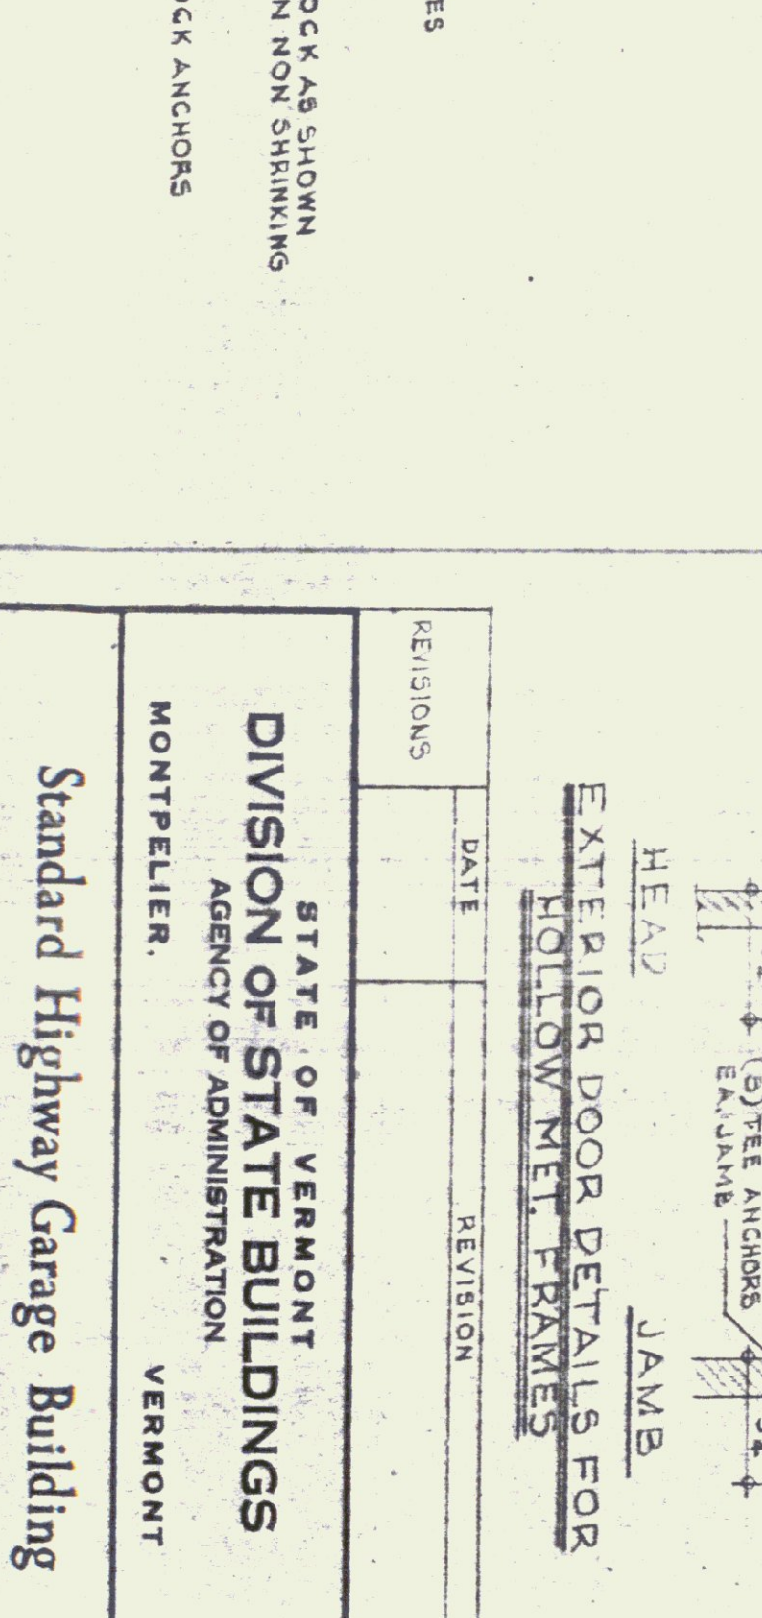 ES
OCK AS SHOWN
N NON SHRINKING
OCK ANCHORS
(3) TEE ANCHORS
EA. JAMB
HEAD
JAMB
EXTERIOR DOOR DETAILS FOR
HOLLOW MET. FRAMES
REVISIONS
DATE
REVISION
STATE OF VERMONT
DIVISION OF STATE BUILDINGS
AGENCY OF ADMINISTRATION
MONTPELIER, VERMONT
Standard Highway Garage Building